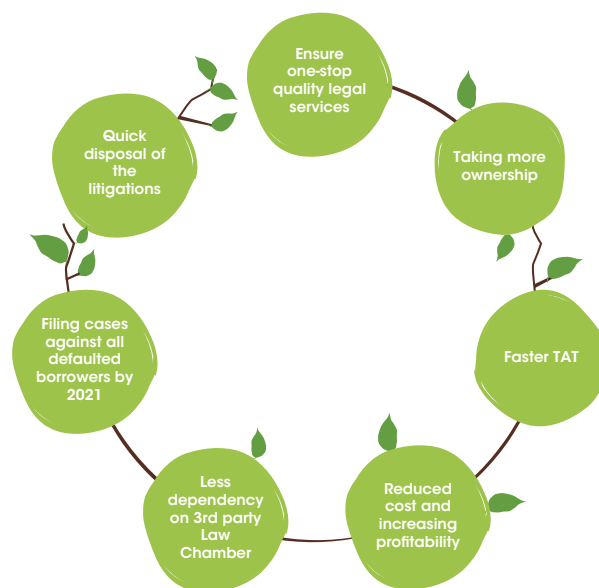 Ensure
one-stop
quality legal
services
Taking more
ownership
Faster TAT
Reduced
cost and
increasing
profitability
Less
dependency
on 3rd party
Law
Chamber
Filing cases
against all
defaulted
borrowers by
2021
Quick
disposal of
the
litigations